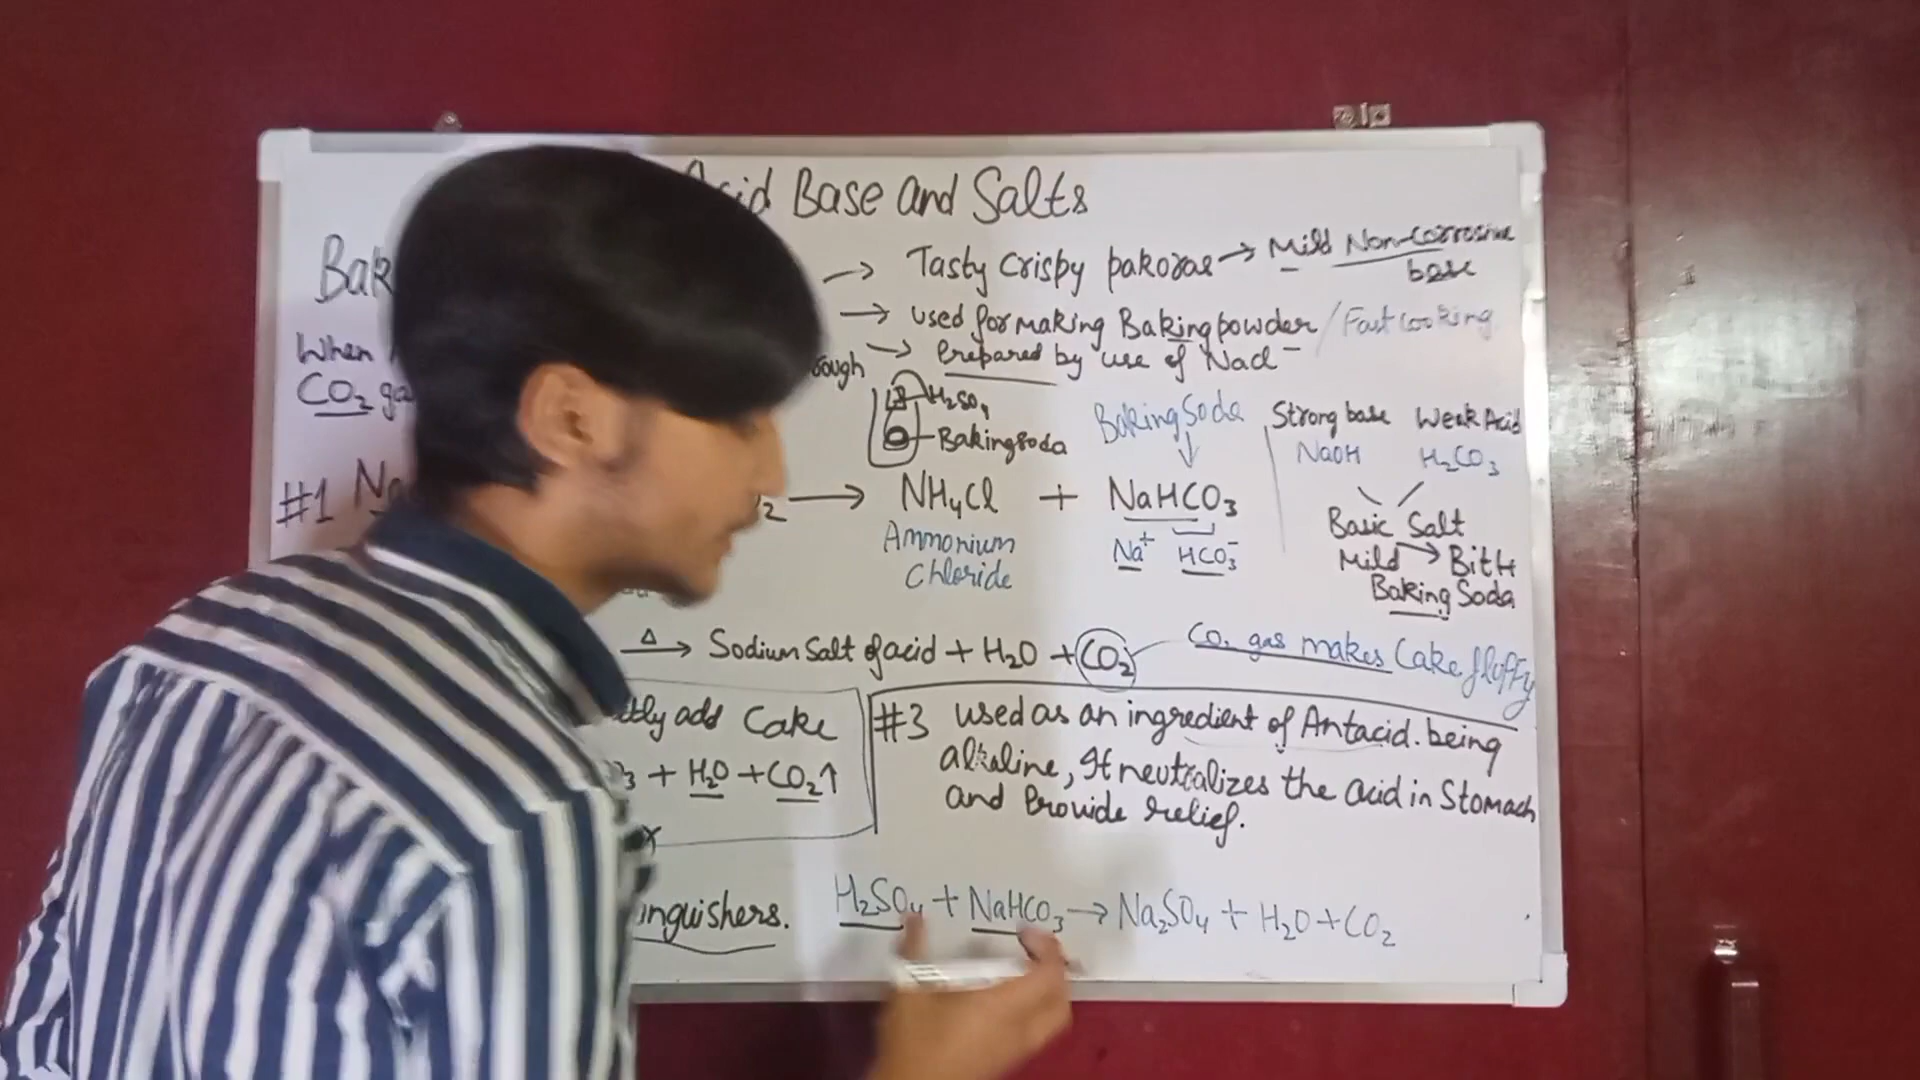 Acid Base and Salts
Bak
→ Tasty Crispy pakoras → Mild Non-corrosive base
→ used for making Baking powder / Fast cooking
→ Prepared by use of Nacl
When
CO₂ ga
ough
H₂SO₄
Baking soda
Baking Soda
↓
Strong base Weak Acid
NaOH H₂CO₃
Basic Salt
Mild → Bitt
Baking Soda
#1 Na
₂ → NH₄Cl + NaHCO₃
Ammonium
Chloride
Na⁺ HCO₃⁻
Δ → Sodium Salt of acid + H₂O + CO₂
CO₂ gas makes Cake fluffy
tly add Cake
₃ + H₂O + CO₂↑
#3 used as an ingredient of Antacid. being
alkaline, It neutralizes the acid in Stomach
and Provide relief.
inguishers. H₂SO₄ + NaHCO₃ → Na₂SO₄ + H₂O + CO₂